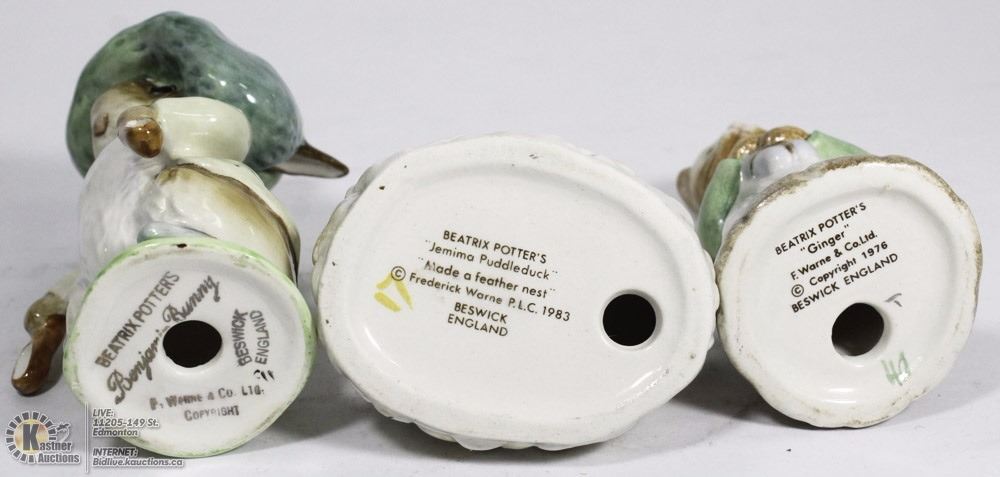 BEATRIX POTTER'S
Benjamin Bunny
BESWICK
ENGLAND
F. WARNE & CO. LTD.
COPYRIGHT
BEATRIX POTTER'S
"Jemima Puddleduck"
"Made a feather nest"
© Frederick Warne P.L.C. 1983
BESWICK
ENGLAND
BEATRIX POTTER'S
"Ginger"
F. Warne & Co. Ltd.
© Copyright 1976
BESWICK ENGLAND
K
Kastner
Auctions
LIVE:
11205-149 St.
Edmonton
INTERNET:
Bidlive.kauctions.ca